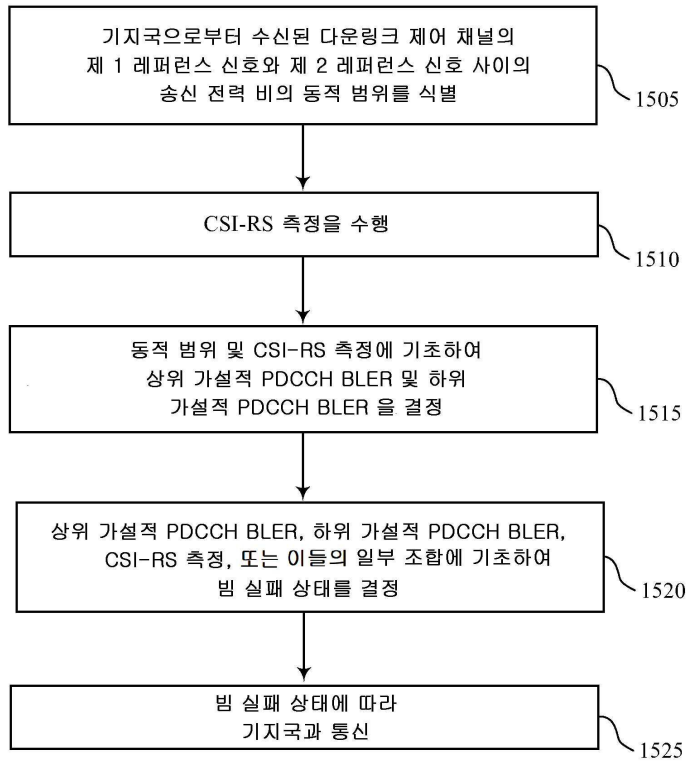 기지국으로부터 수신된 다운링크 제어 채널의
제 1 레퍼런스 신호와 제 2 레퍼런스 신호 사이의
송신 전력 비의 동적 범위를 식별
1505
CSI-RS 측정을 수행
1510
동적 범위 및 CSI-RS 측정에 기초하여
상위 가설적 PDCCH BLER 및 하위
가설적 PDCCH BLER 을 결정
1515
상위 가설적 PDCCH BLER, 하위 가설적 PDCCH BLER,
CSI-RS 측정, 또는 이들의 일부 조합에 기초하여
빔 실패 상태를 결정
1520
빔 실패 상태에 따라
기지국과 통신
1525